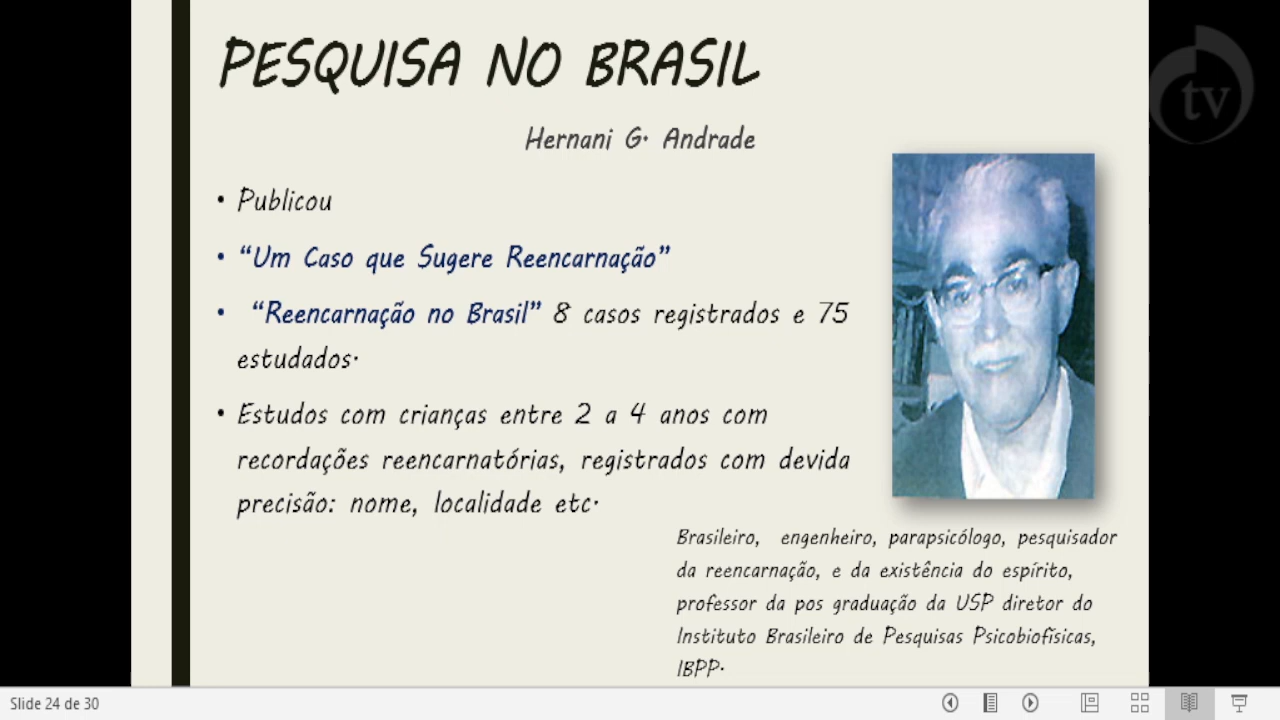 PESQUISA NO BRASIL
tv
Hernani G. Andrade
• Publicou
• “Um Caso que Sugere Reencarnação”
• “Reencarnação no Brasil” 8 casos registrados e 75
estudados.
• Estudos com crianças entre 2 a 4 anos com
recordações reencarnatórias, registrados com devida
precisão: nome, localidade etc.
Brasileiro, engenheiro, parapsicólogo, pesquisador
da reencarnação, e da existência do espírito,
professor da pos graduação da USP diretor do
Instituto Brasileiro de Pesquisas Psicobiofísicas,
IBPP.
Slide 24 de 30